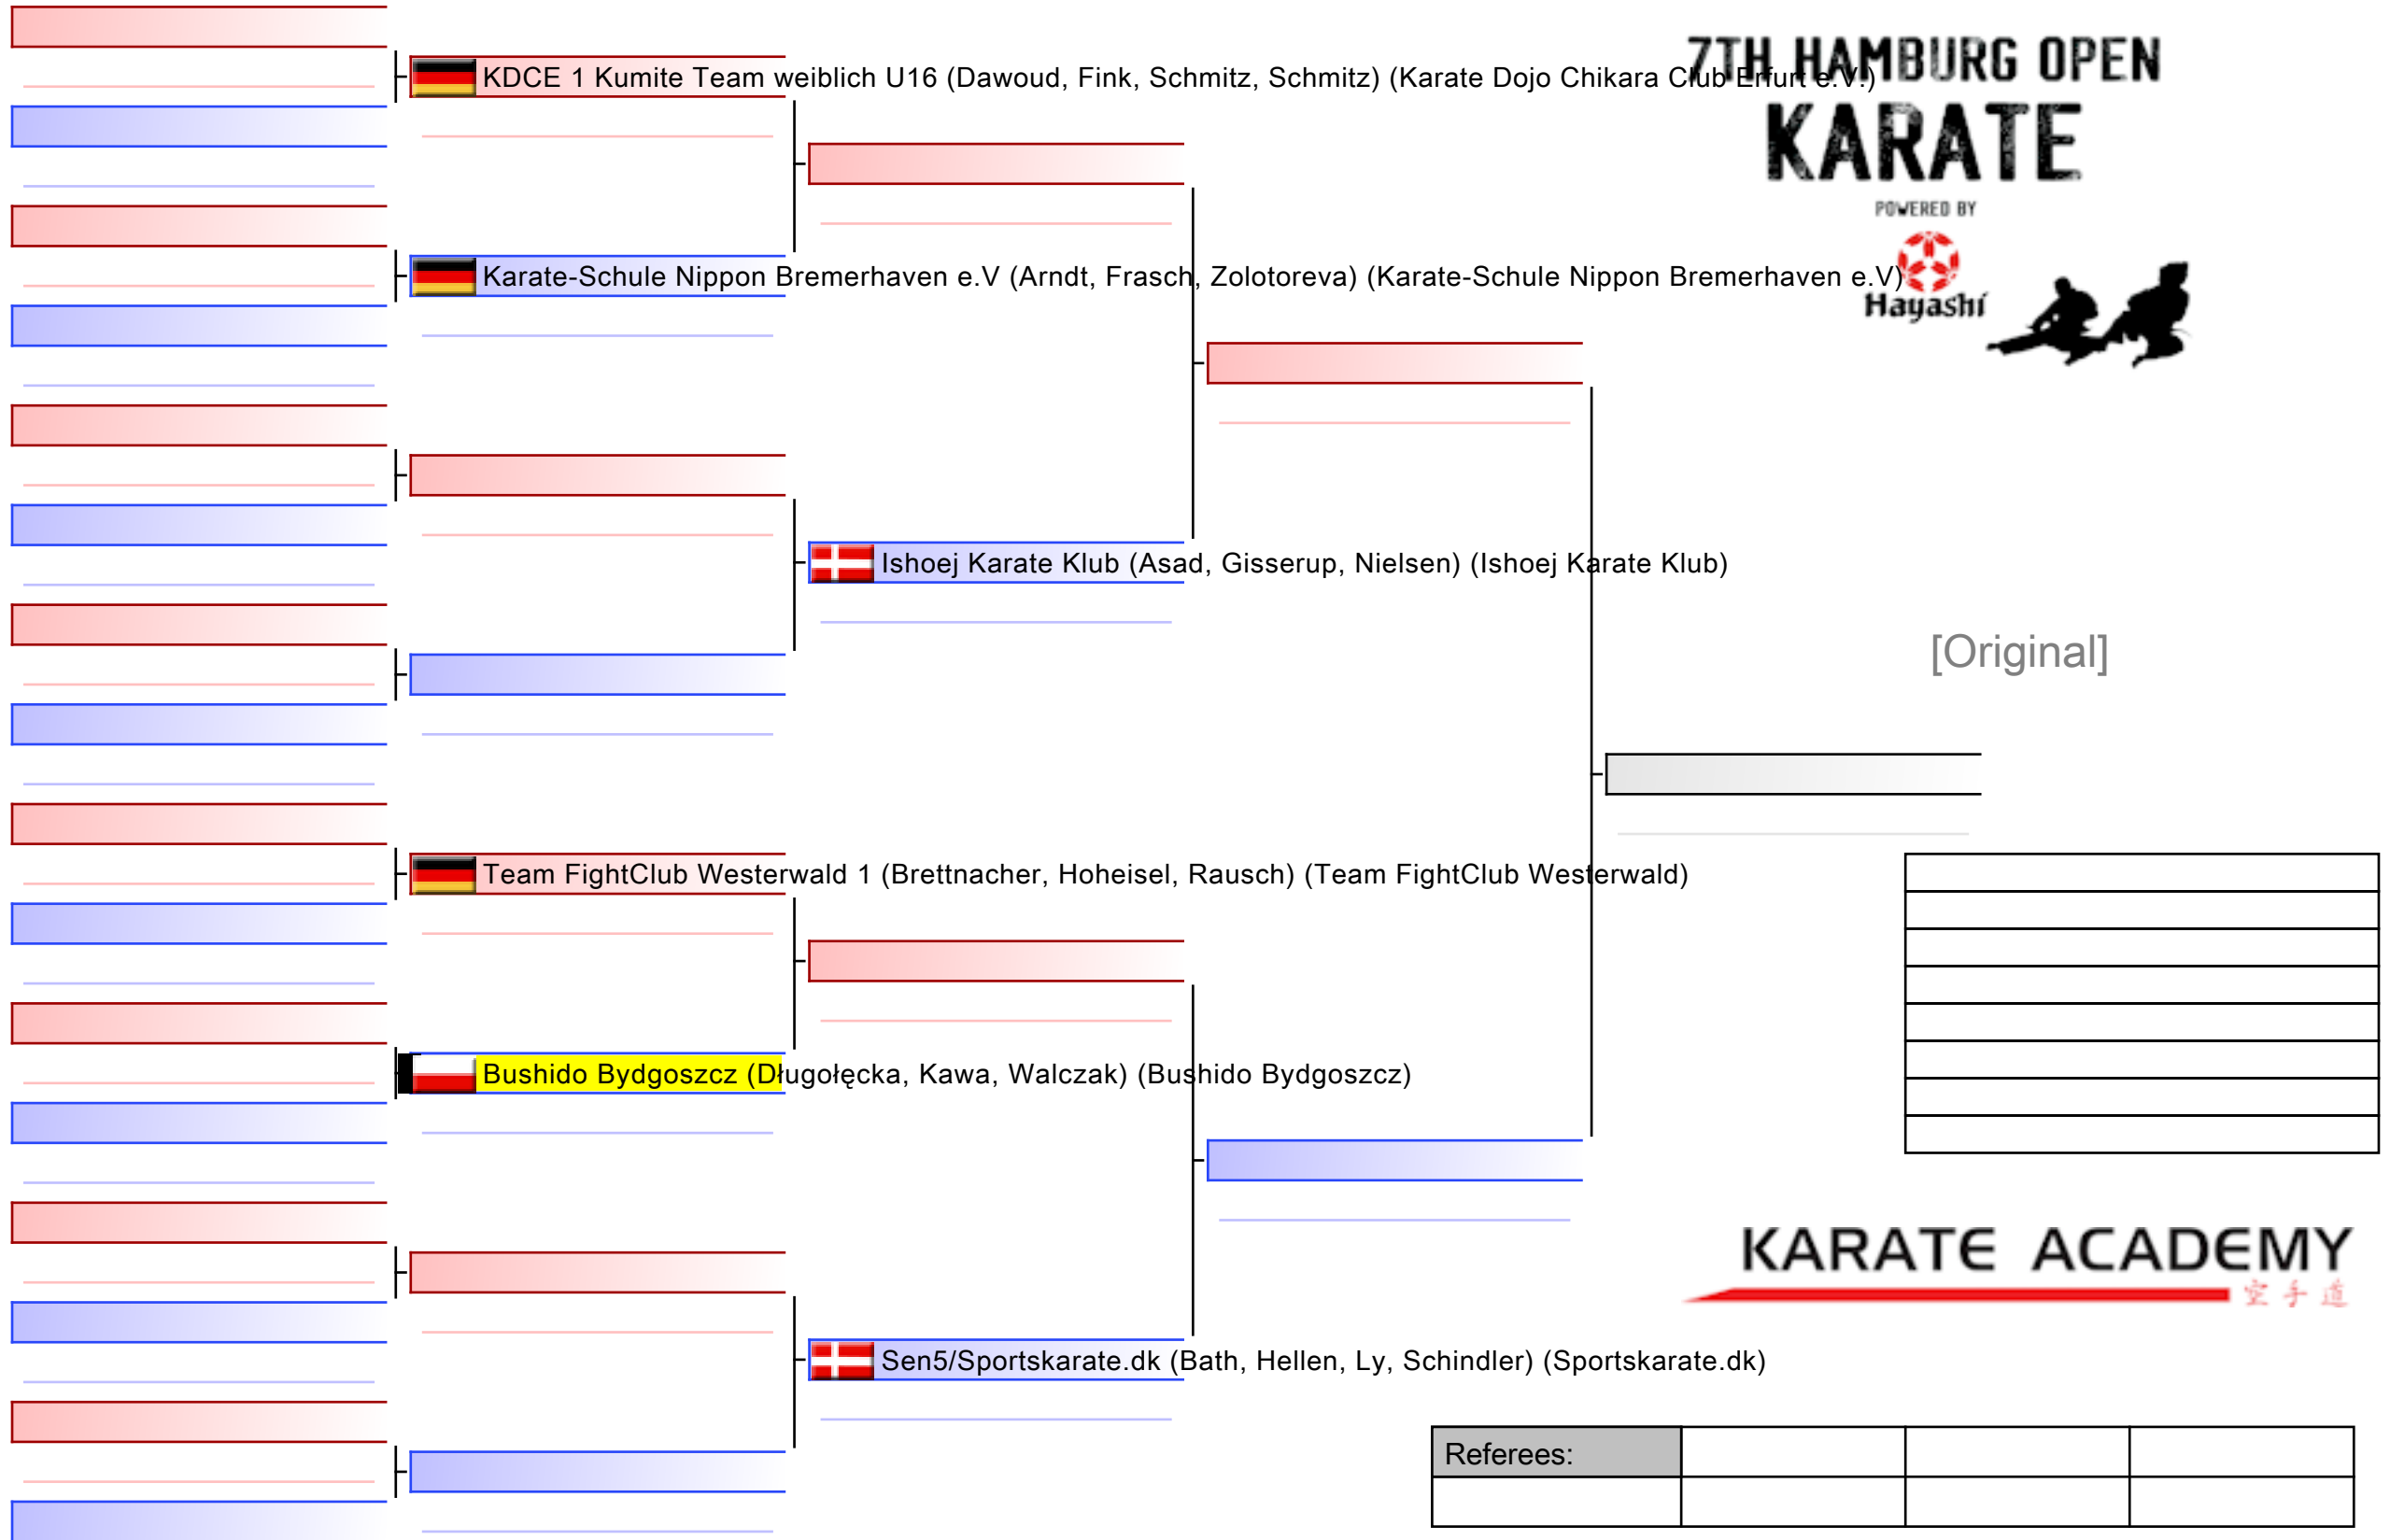 7TH HAMBURG OPEN
KDCE 1 Kumite Team weiblich U16 (Dawoud, Fink, Schmitz, Schmitz) (Karate Dojo Chikara Club Erfurt e.V.)
KARATE
POWERED BY
Karate-Schule Nippon Bremerhaven e.V (Arndt, Frasch, Zolotoreva) (Karate-Schule Nippon Bremerhaven e.V)
Hayashi
Ishoej Karate Klub (Asad, Gisserup, Nielsen) (Ishoej Karate Klub)
[Original]
Team FightClub Westerwald 1 (Brettnacher, Hoheisel, Rausch) (Team FightClub Westerwald)
Bushido Bydgoszcz (Długołęcka, Kawa, Walczak) (Bushido Bydgoszcz)
KARATE ACADEMY
空手道
Sen5/Sportskarate.dk (Bath, Hellen, Ly, Schindler) (Sportskarate.dk)
Referees: